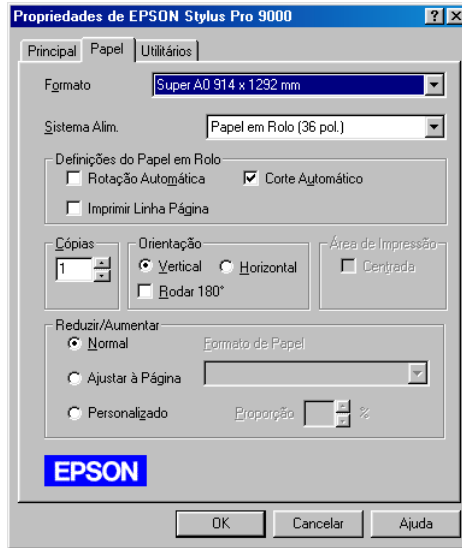 Propriedades de EPSON Stylus Pro 9000
Principal Papel Utilitários
Formato Super A0 914 x 1292 mm
Sistema Alim. Papel em Rolo (36 pol.)
Definições do Papel em Rolo
Rotação Automática Corte Automático
Imprimir Linha Página
Cópias Orientação Área de Impressão
1 Vertical Horizontal Centrada
Rodar 180°
Reduzir/Aumentar
Normal Formato de Papel
Ajustar à Página
Personalizado Proporção %
EPSON
OK Cancelar Ajuda